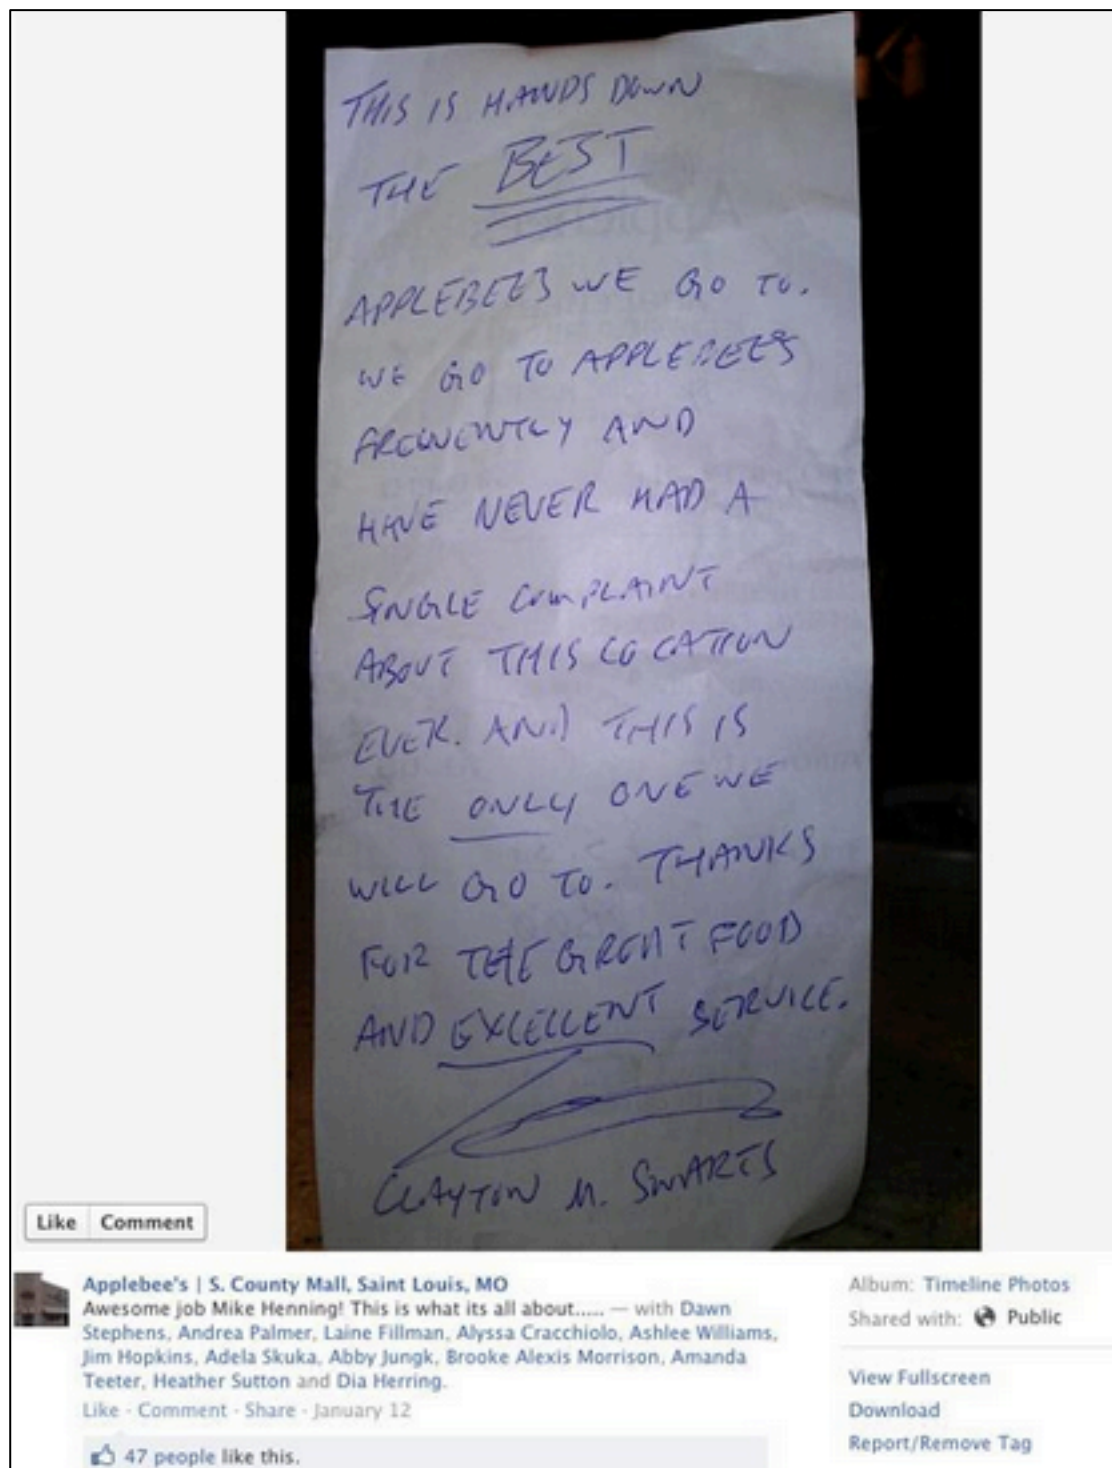 THIS IS HANDS DOWN
THE BEST
APPLEBEES WE GO TO.
WE GO TO APPLEBEES
FREQUENTLY AND
HAVE NEVER HAD A
SINGLE COMPLAINT
ABOUT THIS LOCATION
EVER. AND THIS IS
THE ONLY ONE WE
WILL GO TO. THANKS
FOR THE GREAT FOOD
AND EXCELLENT SERVICE.
CLAYTON M. SWARTS
Like Comment
Applebee's | S. County Mall, Saint Louis, MO
Awesome job Mike Henning! This is what its all about..... — with Dawn
Stephens, Andrea Palmer, Laine Fillman, Alyssa Cracchiolo, Ashlee Williams,
Jim Hopkins, Adela Skuka, Abby Jungk, Brooke Alexis Morrison, Amanda
Teeter, Heather Sutton and Dia Herring.
Like · Comment · Share · January 12
47 people like this.
Album: Timeline Photos
Shared with: Public
View Fullscreen
Download
Report/Remove Tag